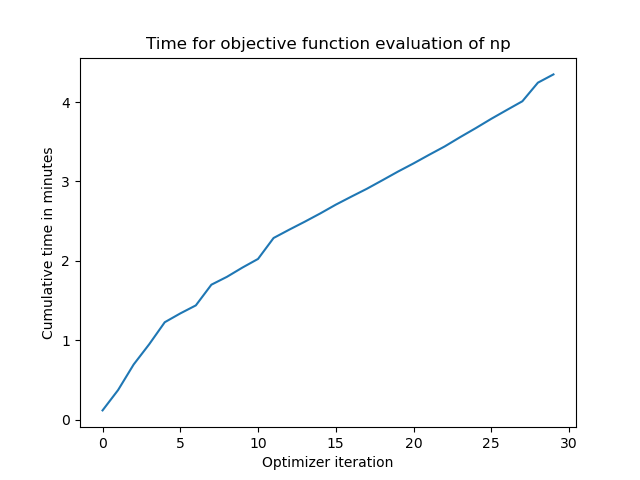 Time for objective function evaluation of np
Cumulative time in minutes
4
3
2
1
0
0 5 10 15 20 25 30
Optimizer iteration